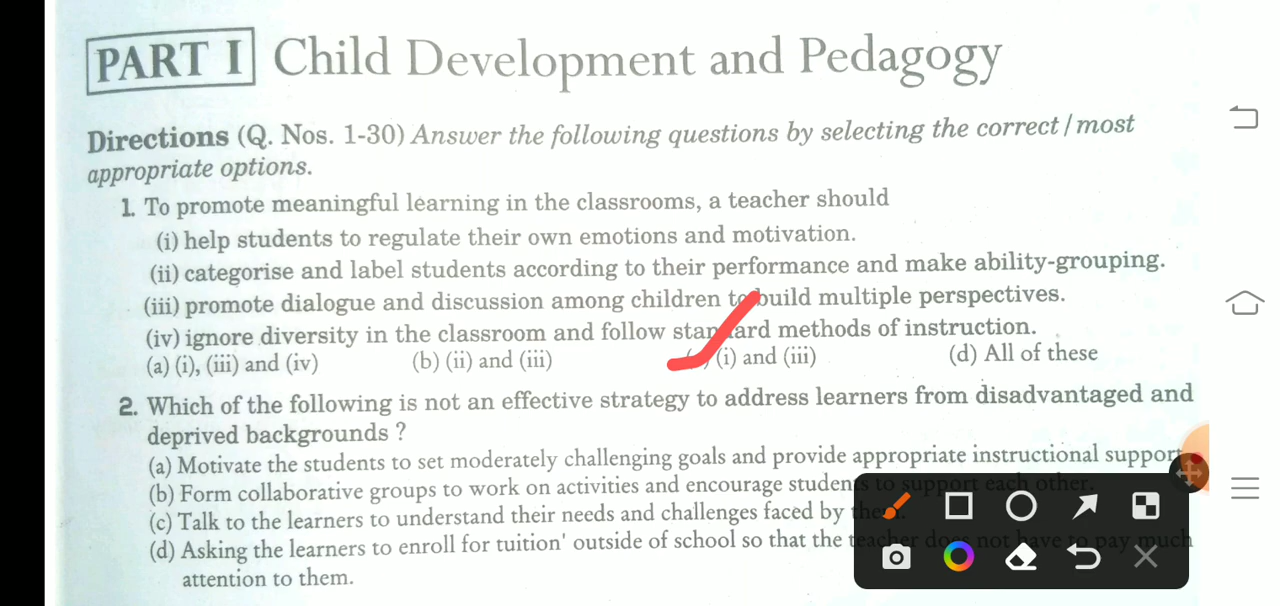 PART I Child Development and Pedagogy
Directions (Q. Nos. 1-30) Answer the following questions by selecting the correct/most
appropriate options.
1. To promote meaningful learning in the classrooms, a teacher should
(i) help students to regulate their own emotions and motivation.
(ii) categorise and label students according to their performance and make ability-grouping.
(iii) promote dialogue and discussion among children to build multiple perspectives.
(iv) ignore diversity in the classroom and follow standard methods of instruction.
(a) (i), (iii) and (iv) (b) (ii) and (iii) (i) and (iii) (d) All of these
2. Which of the following is not an effective strategy to address learners from disadvantaged and
deprived backgrounds ?
(a) Motivate the students to set moderately challenging goals and provide appropriate instructional support
(b) Form collaborative groups to work on activities and encourage students to support each other.
(c) Talk to the learners to understand their needs and challenges faced by them.
(d) Asking the learners to enroll for tuition' outside of school so that the teacher does not have to pay much
attention to them.